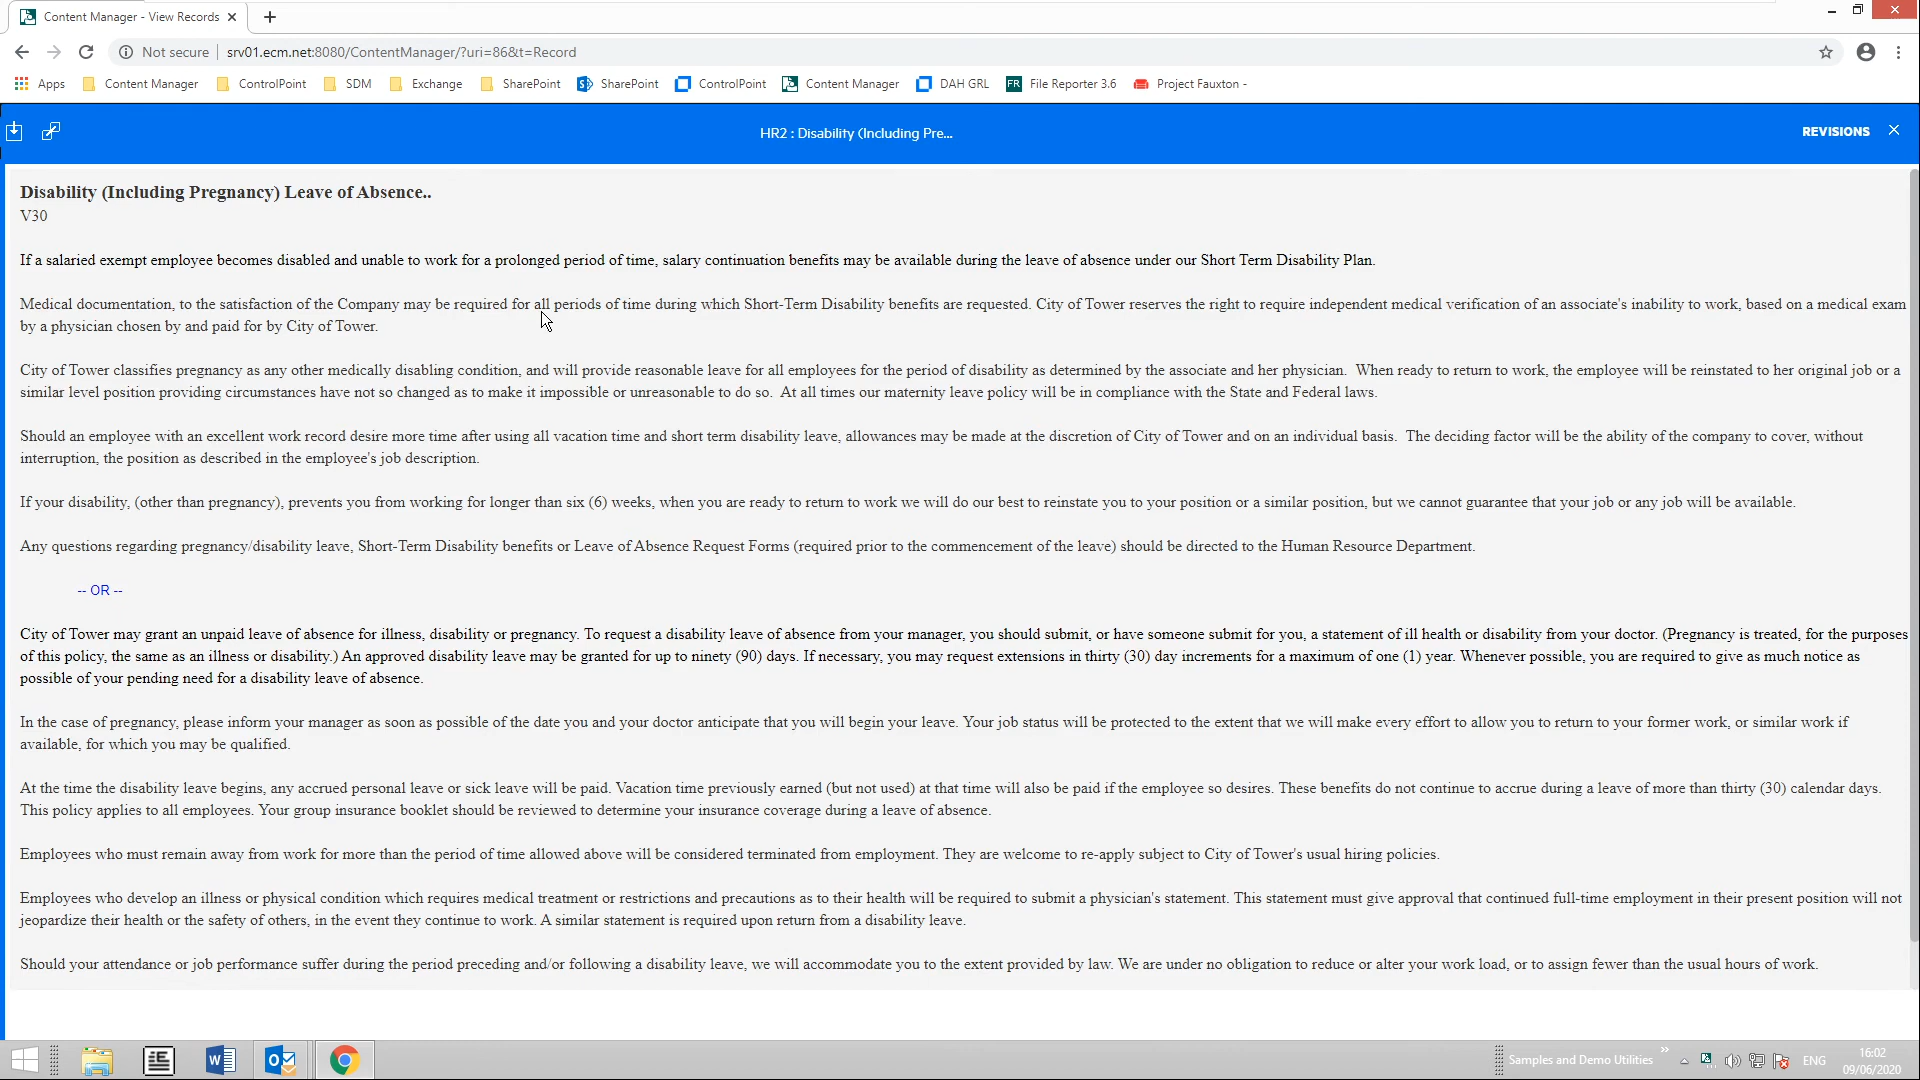 Content Manager - View Records
Not secure | srv01.ecm.net:8080/ContentManager/?uri=86&t=Record
Apps Content Manager ControlPoint SDM Exchange SharePoint SharePoint ControlPoint Content Manager DAH GRL FR File Reporter 3.6 Project Fauxton -
HR2 : Disability (Including Pre... REVISIONS
Disability (Including Pregnancy) Leave of Absence..
V30
If a salaried exempt employee becomes disabled and unable to work for a prolonged period of time, salary continuation benefits may be available during the leave of absence under our Short Term Disability Plan.
Medical documentation, to the satisfaction of the Company may be required for all periods of time during which Short-Term Disability benefits are requested. City of Tower reserves the right to require independent medical verification of an associate's inability to work, based on a medical exam
by a physician chosen by and paid for by City of Tower.
City of Tower classifies pregnancy as any other medically disabling condition, and will provide reasonable leave for all employees for the period of disability as determined by the associate and her physician. When ready to return to work, the employee will be reinstated to her original job or a
similar level position providing circumstances have not so changed as to make it impossible or unreasonable to do so. At all times our maternity leave policy will be in compliance with the State and Federal laws.
Should an employee with an excellent work record desire more time after using all vacation time and short term disability leave, allowances may be made at the discretion of City of Tower and on an individual basis. The deciding factor will be the ability of the company to cover, without
interruption, the position as described in the employee's job description.
If your disability, (other than pregnancy), prevents you from working for longer than six (6) weeks, when you are ready to return to work we will do our best to reinstate you to your position or a similar position, but we cannot guarantee that your job or any job will be available.
Any questions regarding pregnancy/disability leave, Short-Term Disability benefits or Leave of Absence Request Forms (required prior to the commencement of the leave) should be directed to the Human Resource Department.
-- OR --
City of Tower may grant an unpaid leave of absence for illness, disability or pregnancy. To request a disability leave of absence from your manager, you should submit, or have someone submit for you, a statement of ill health or disability from your doctor. (Pregnancy is treated, for the purposes
of this policy, the same as an illness or disability.) An approved disability leave may be granted for up to ninety (90) days. If necessary, you may request extensions in thirty (30) day increments for a maximum of one (1) year. Whenever possible, you are required to give as much notice as
possible of your pending need for a disability leave of absence.
In the case of pregnancy, please inform your manager as soon as possible of the date you and your doctor anticipate that you will begin your leave. Your job status will be protected to the extent that we will make every effort to allow you to return to your former work, or similar work if
available, for which you may be qualified.
At the time the disability leave begins, any accrued personal leave or sick leave will be paid. Vacation time previously earned (but not used) at that time will also be paid if the employee so desires. These benefits do not continue to accrue during a leave of more than thirty (30) calendar days.
This policy applies to all employees. Your group insurance booklet should be reviewed to determine your insurance coverage during a leave of absence.
Employees who must remain away from work for more than the period of time allowed above will be considered terminated from employment. They are welcome to re-apply subject to City of Tower's usual hiring policies.
Employees who develop an illness or physical condition which requires medical treatment or restrictions and precautions as to their health will be required to submit a physician's statement. This statement must give approval that continued full-time employment in their present position will not
jeopardize their health or the safety of others, in the event they continue to work. A similar statement is required upon return from a disability leave.
Should your attendance or job performance suffer during the period preceding and/or following a disability leave, we will accommodate you to the extent provided by law. We are under no obligation to reduce or alter your work load, or to assign fewer than the usual hours of work.
Samples and Demo Utilities ENG 16:02
09/06/2020